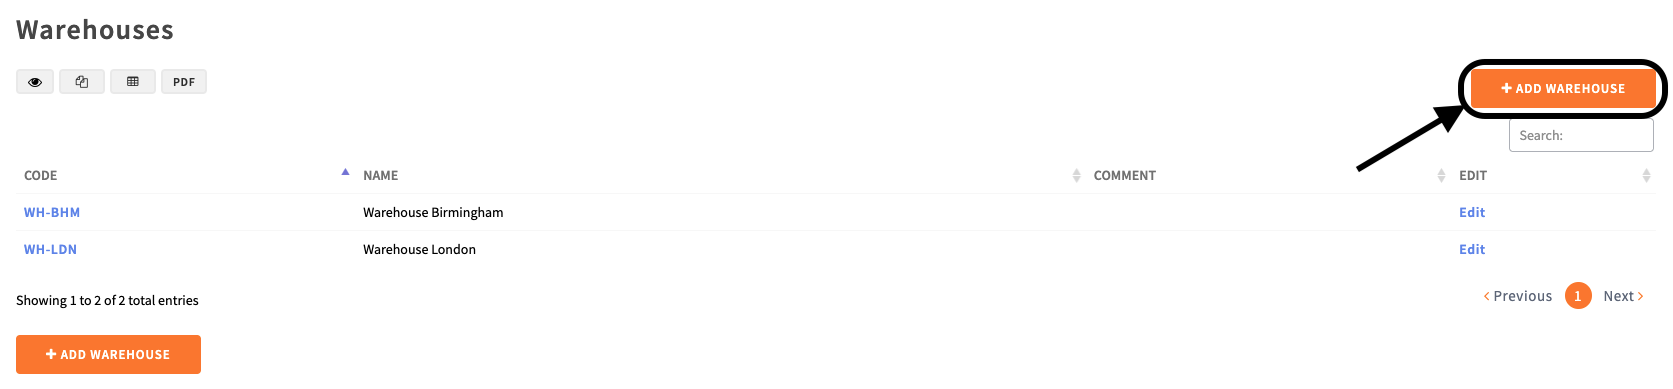 Warehouses
PDF
ADD WAREHOUSE
Search:
CODE NAME COMMENT EDIT
WH-BHM Warehouse Birmingham Edit
WH-LDN Warehouse London Edit
Showing 1 to 2 of 2 total entries
Previous 1 Next
ADD WAREHOUSE